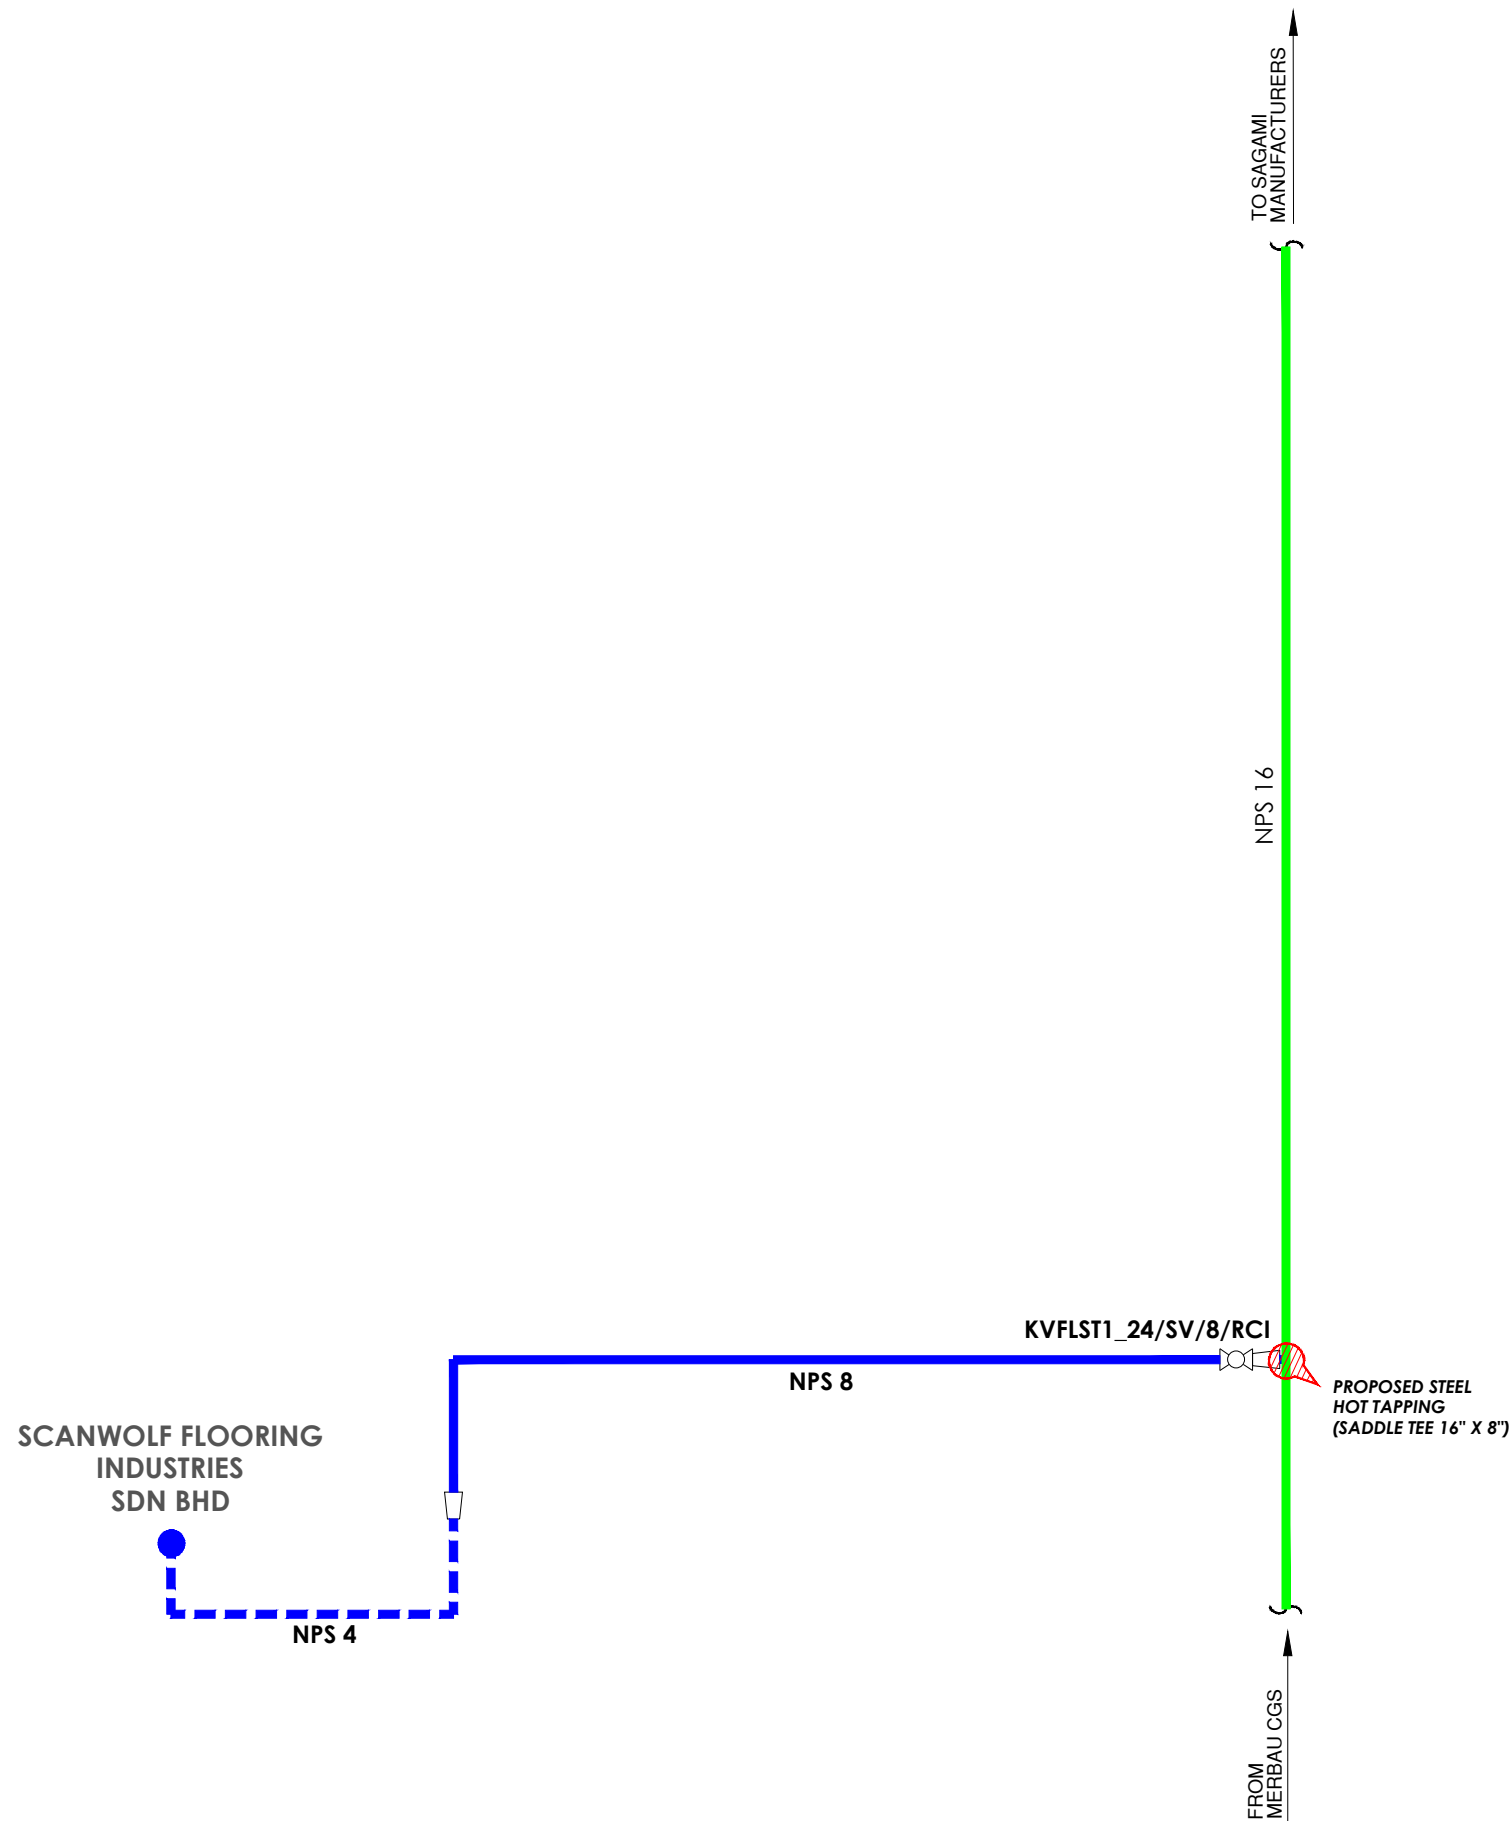 TO SAGAMI
MANUFACTURERS
NPS 16
KVFLST1_24/SV/8/RCI
NPS 8
PROPOSED STEEL
HOT TAPPING
(SADDLE TEE 16" X 8")
SCANWOLF FLOORING
INDUSTRIES
SDN BHD
NPS 4
FROM
MERBAU CGS